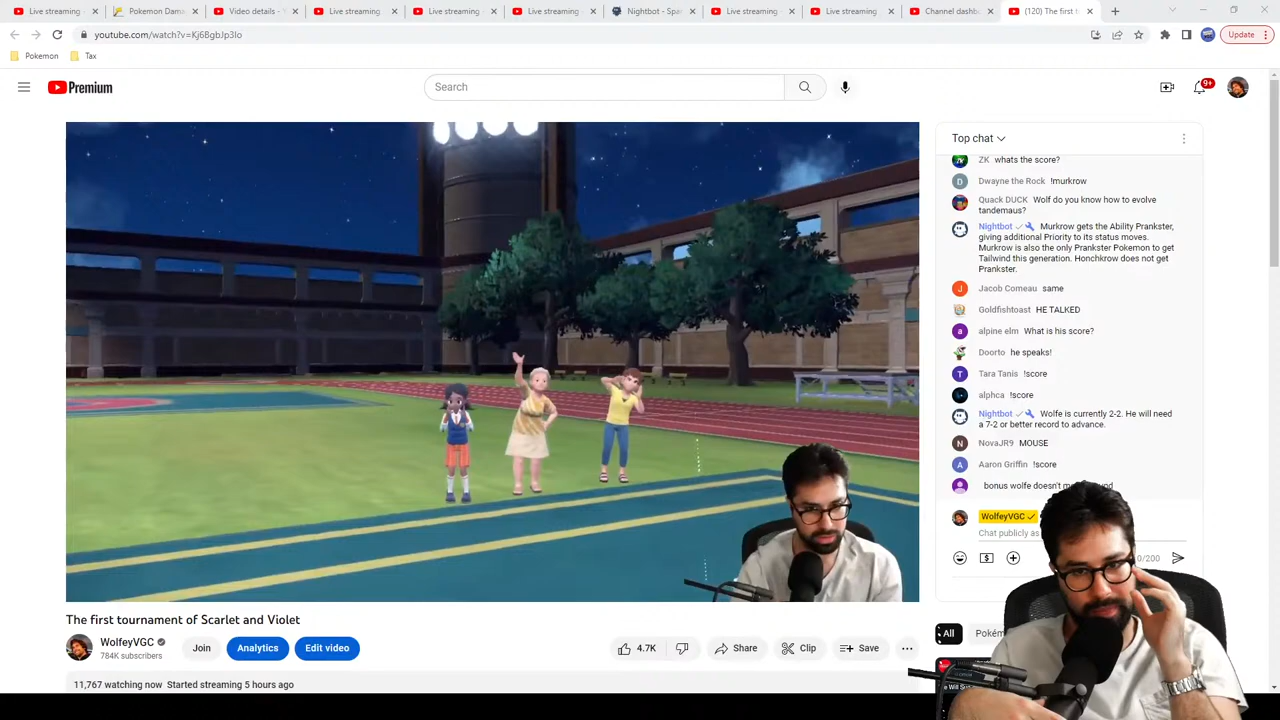 Live streaming
Pokemon Dama
Video details - Y
Live streaming
Live streaming
Live streaming
Nightbot - Spa
Live streaming
Live streaming
Channel dashb
(120) The first t
youtube.com/watch?v=Kj6BgbJp3Io
Update
Pokemon
Tax
Premium
Search
9+
Top chat
ZK whats the score?
D
Dwayne the Rock !murkrow
Quack DUCK Wolf do you know how to evolve
tandemaus?
Nightbot Murkrow gets the Ability Prankster,
giving additional Priority to its status moves.
Murkrow is also the only Prankster Pokemon to get
Tailwind this generation. Honchkrow does not get
Prankster.
J
Jacob Comeau same
Goldfishtoast HE TALKED
a
alpine elm What is his score?
Doorto he speaks!
T
Tara Tanis !score
alphca !score
Nightbot Wolfe is currently 2-2. He will need
a 7-2 or better record to advance.
N
NovaJR9 MOUSE
A
Aaron Griffin !score
bonus wolfe doesn't
WolfeyVGC
Chat publicly as
0/200
The first tournament of Scarlet and Violet
WolfeyVGC
784K subscribers
Join
Analytics
Edit video
4.7K
Share
Clip
Save
All
Pokém
11,767 watching now Started streaming 5 hours ago